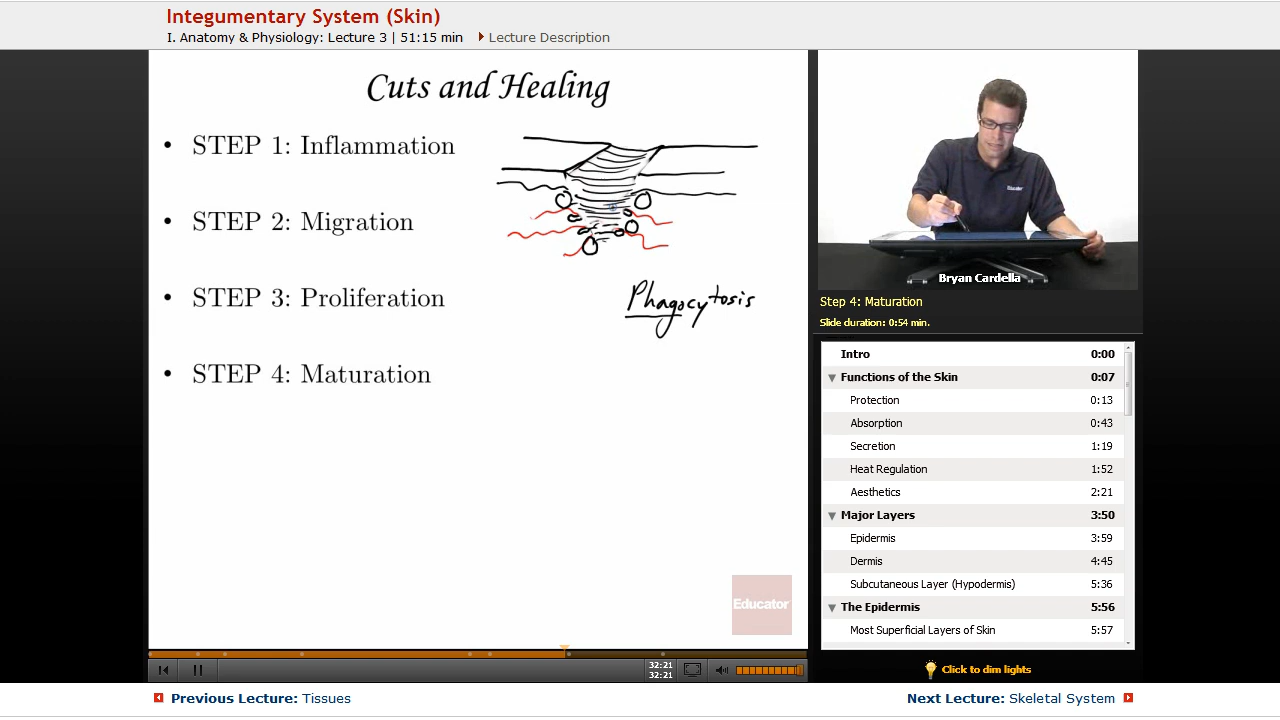 Integumentary System (Skin)
I. Anatomy & Physiology: Lecture 3 | 51:15 min Lecture Description
Cuts and Healing
• STEP 1: Inflammation
• STEP 2: Migration
• STEP 3: Proliferation
• STEP 4: Maturation
Phagocytosis
Educator
32:21
32:21
Educator
Bryan Cardella
Step 4: Maturation
Slide duration: 0:54 min.
Intro 0:00
Functions of the Skin 0:07
Protection 0:13
Absorption 0:43
Secretion 1:19
Heat Regulation 1:52
Aesthetics 2:21
Major Layers 3:50
Epidermis 3:59
Dermis 4:45
Subcutaneous Layer (Hypodermis) 5:36
The Epidermis 5:56
Most Superficial Layers of Skin 5:57
Click to dim lights
Previous Lecture: Tissues
Next Lecture: Skeletal System